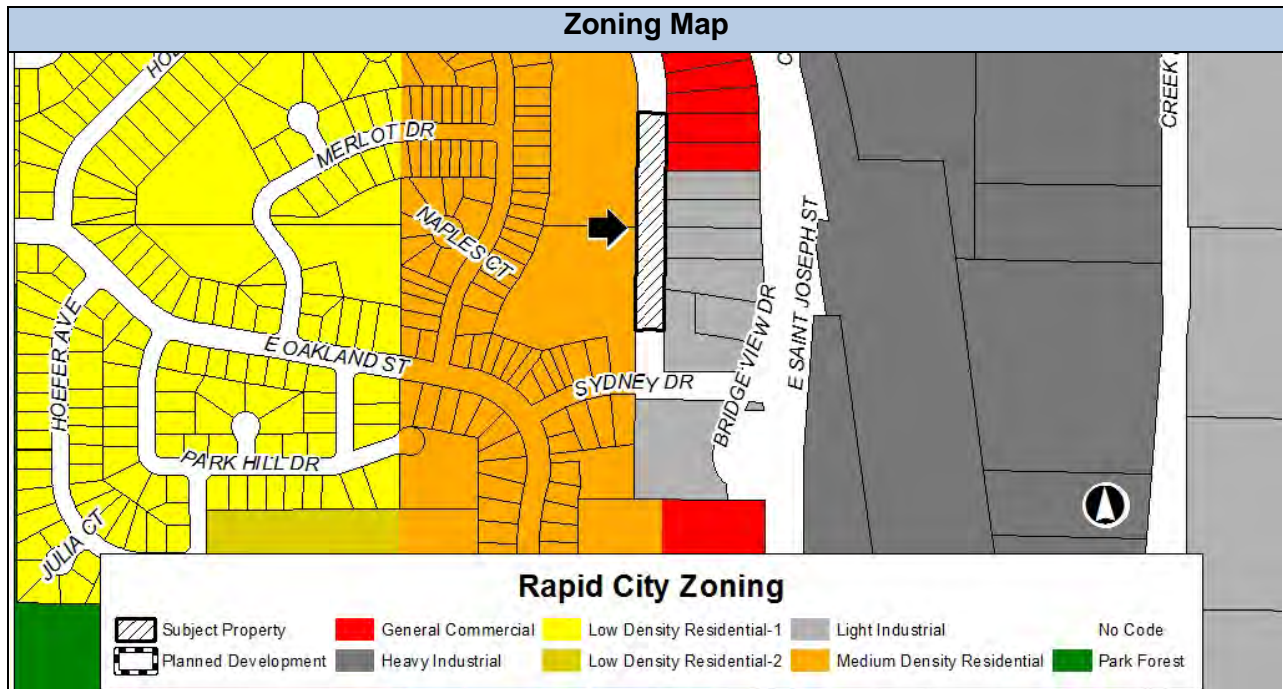 Zoning Map
MERLOT DR
NAPLES CT
HOEFER AVE
E OAKLAND ST
SYDNEY DR
BRIDGE VIEW DR
E SAINT JOSEPH ST
CREEK
PARK HILL DR
JULIA CT
Rapid City Zoning
Subject Property General Commercial Low Density Residential-1 Light Industrial No Code
Planned Development Heavy Industrial Low Density Residential-2 Medium Density Residential Park Forest